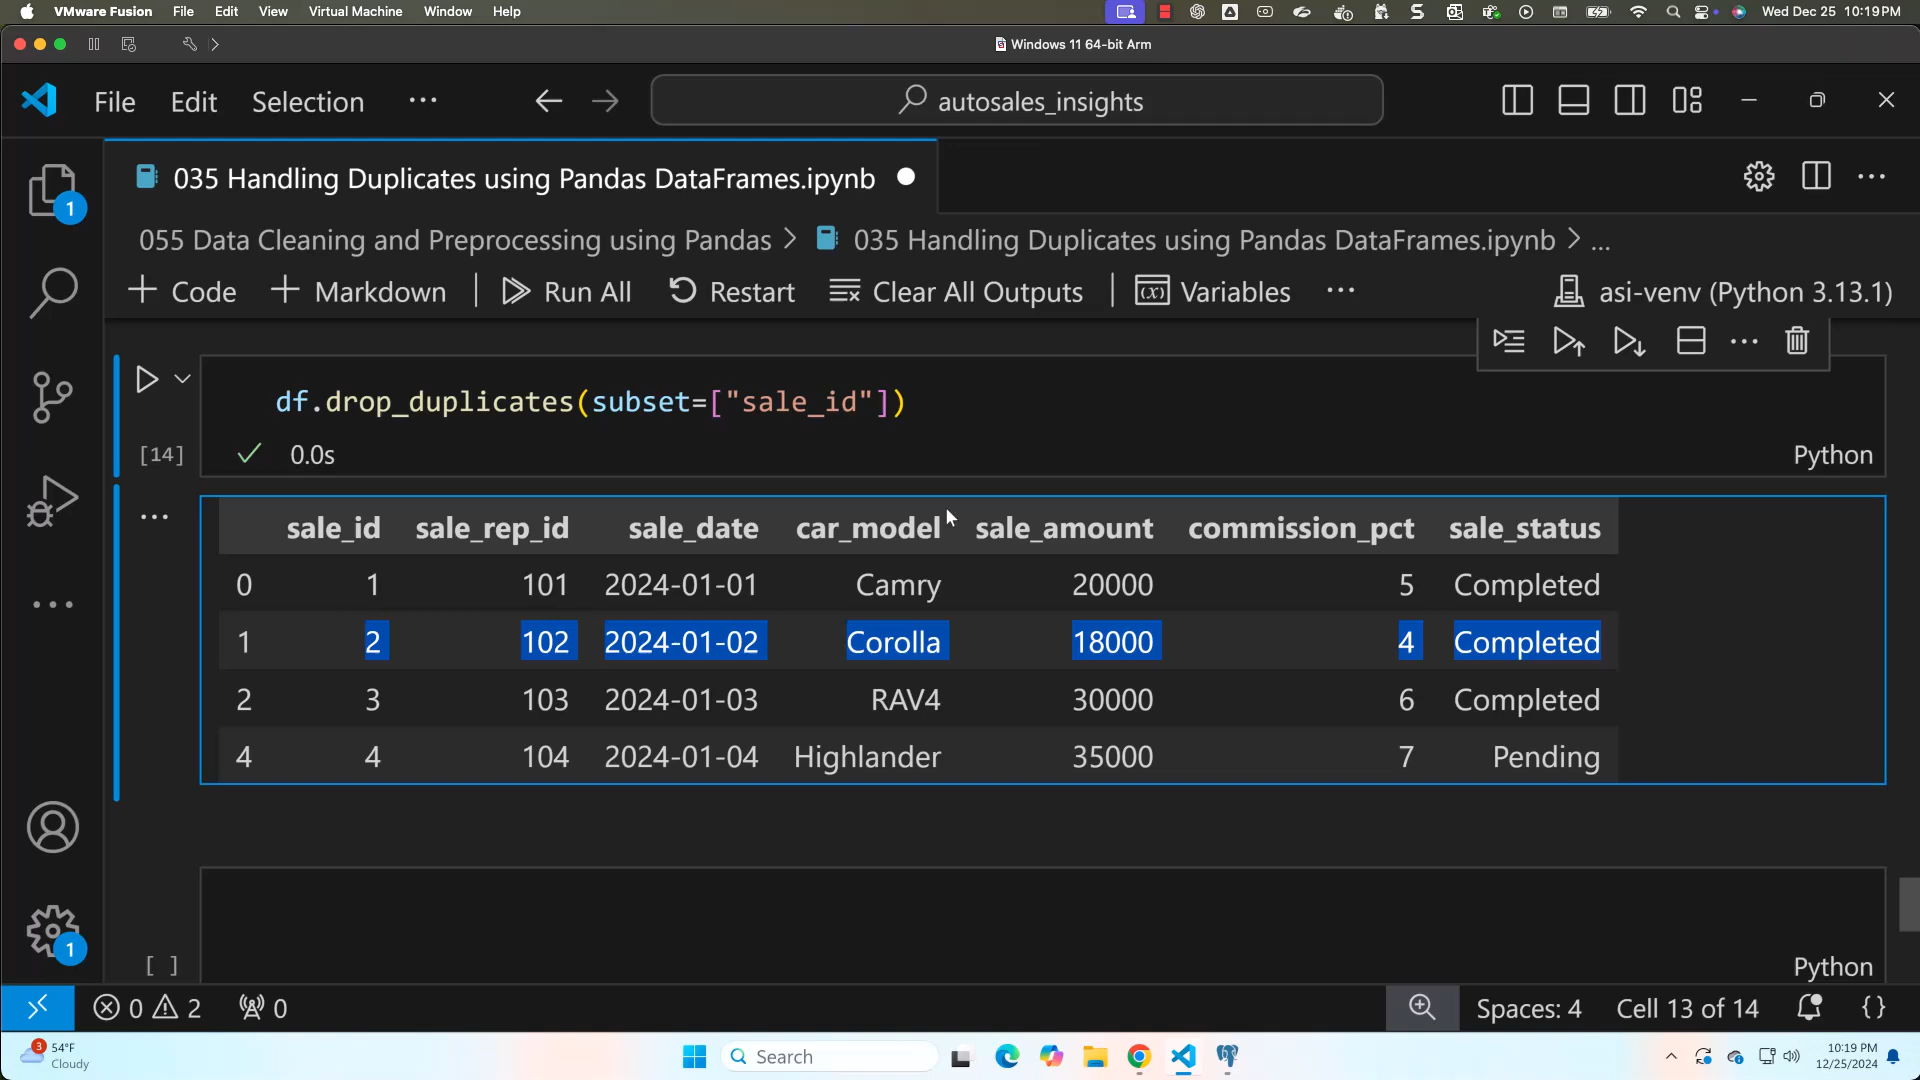 VMware Fusion File Edit View Virtual Machine Window Help Wed Dec 25 10:19 PM
Windows 11 64-bit Arm
File Edit Selection ... autosales_insights
035 Handling Duplicates using Pandas DataFrames.ipynb
055 Data Cleaning and Preprocessing using Pandas > 035 Handling Duplicates using Pandas DataFrames.ipynb > ...
+ Code + Markdown Run All Restart Clear All Outputs Variables ... asi-venv (Python 3.13.1)
1
df.drop_duplicates(subset=["sale_id"])
[14] 0.0s Python
sale_id sale_rep_id sale_date car_model sale_amount commission_pct sale_status
0 1 101 2024-01-01 Camry 20000 5 Completed
1 2 102 2024-01-02 Corolla 18000 4 Completed
2 3 103 2024-01-03 RAV4 30000 6 Completed
4 4 104 2024-01-04 Highlander 35000 7 Pending
1
[ ] Python
0 2 0 Spaces: 4 Cell 13 of 14 {}
3 54°F
Cloudy
Search
10:19 PM
12/25/2024